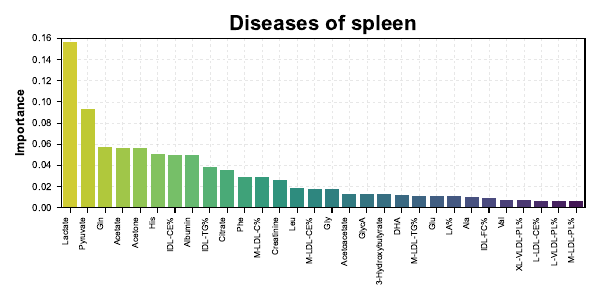 Diseases of spleen
Importance
0.16
0.14
0.12
0.10
0.08
0.06
0.04
0.02
0.00
Lactate
Pyruvate
Gln
Acetate
Acetone
His
IDL-CE%
Albumin
IDL-TG%
Citrate
Phe
M-LDL-C%
Creatinine
Leu
M-LDL-CE%
Gly
Acetoacetate
GlycA
3-Hydroxybutyrate
DHA
M-LDL-TG%
Glu
LA%
Ala
IDL-FC%
Val
XL-VLDL-PL%
L-LDL-CE%
L-VLDL-PL%
M-LDL-PL%